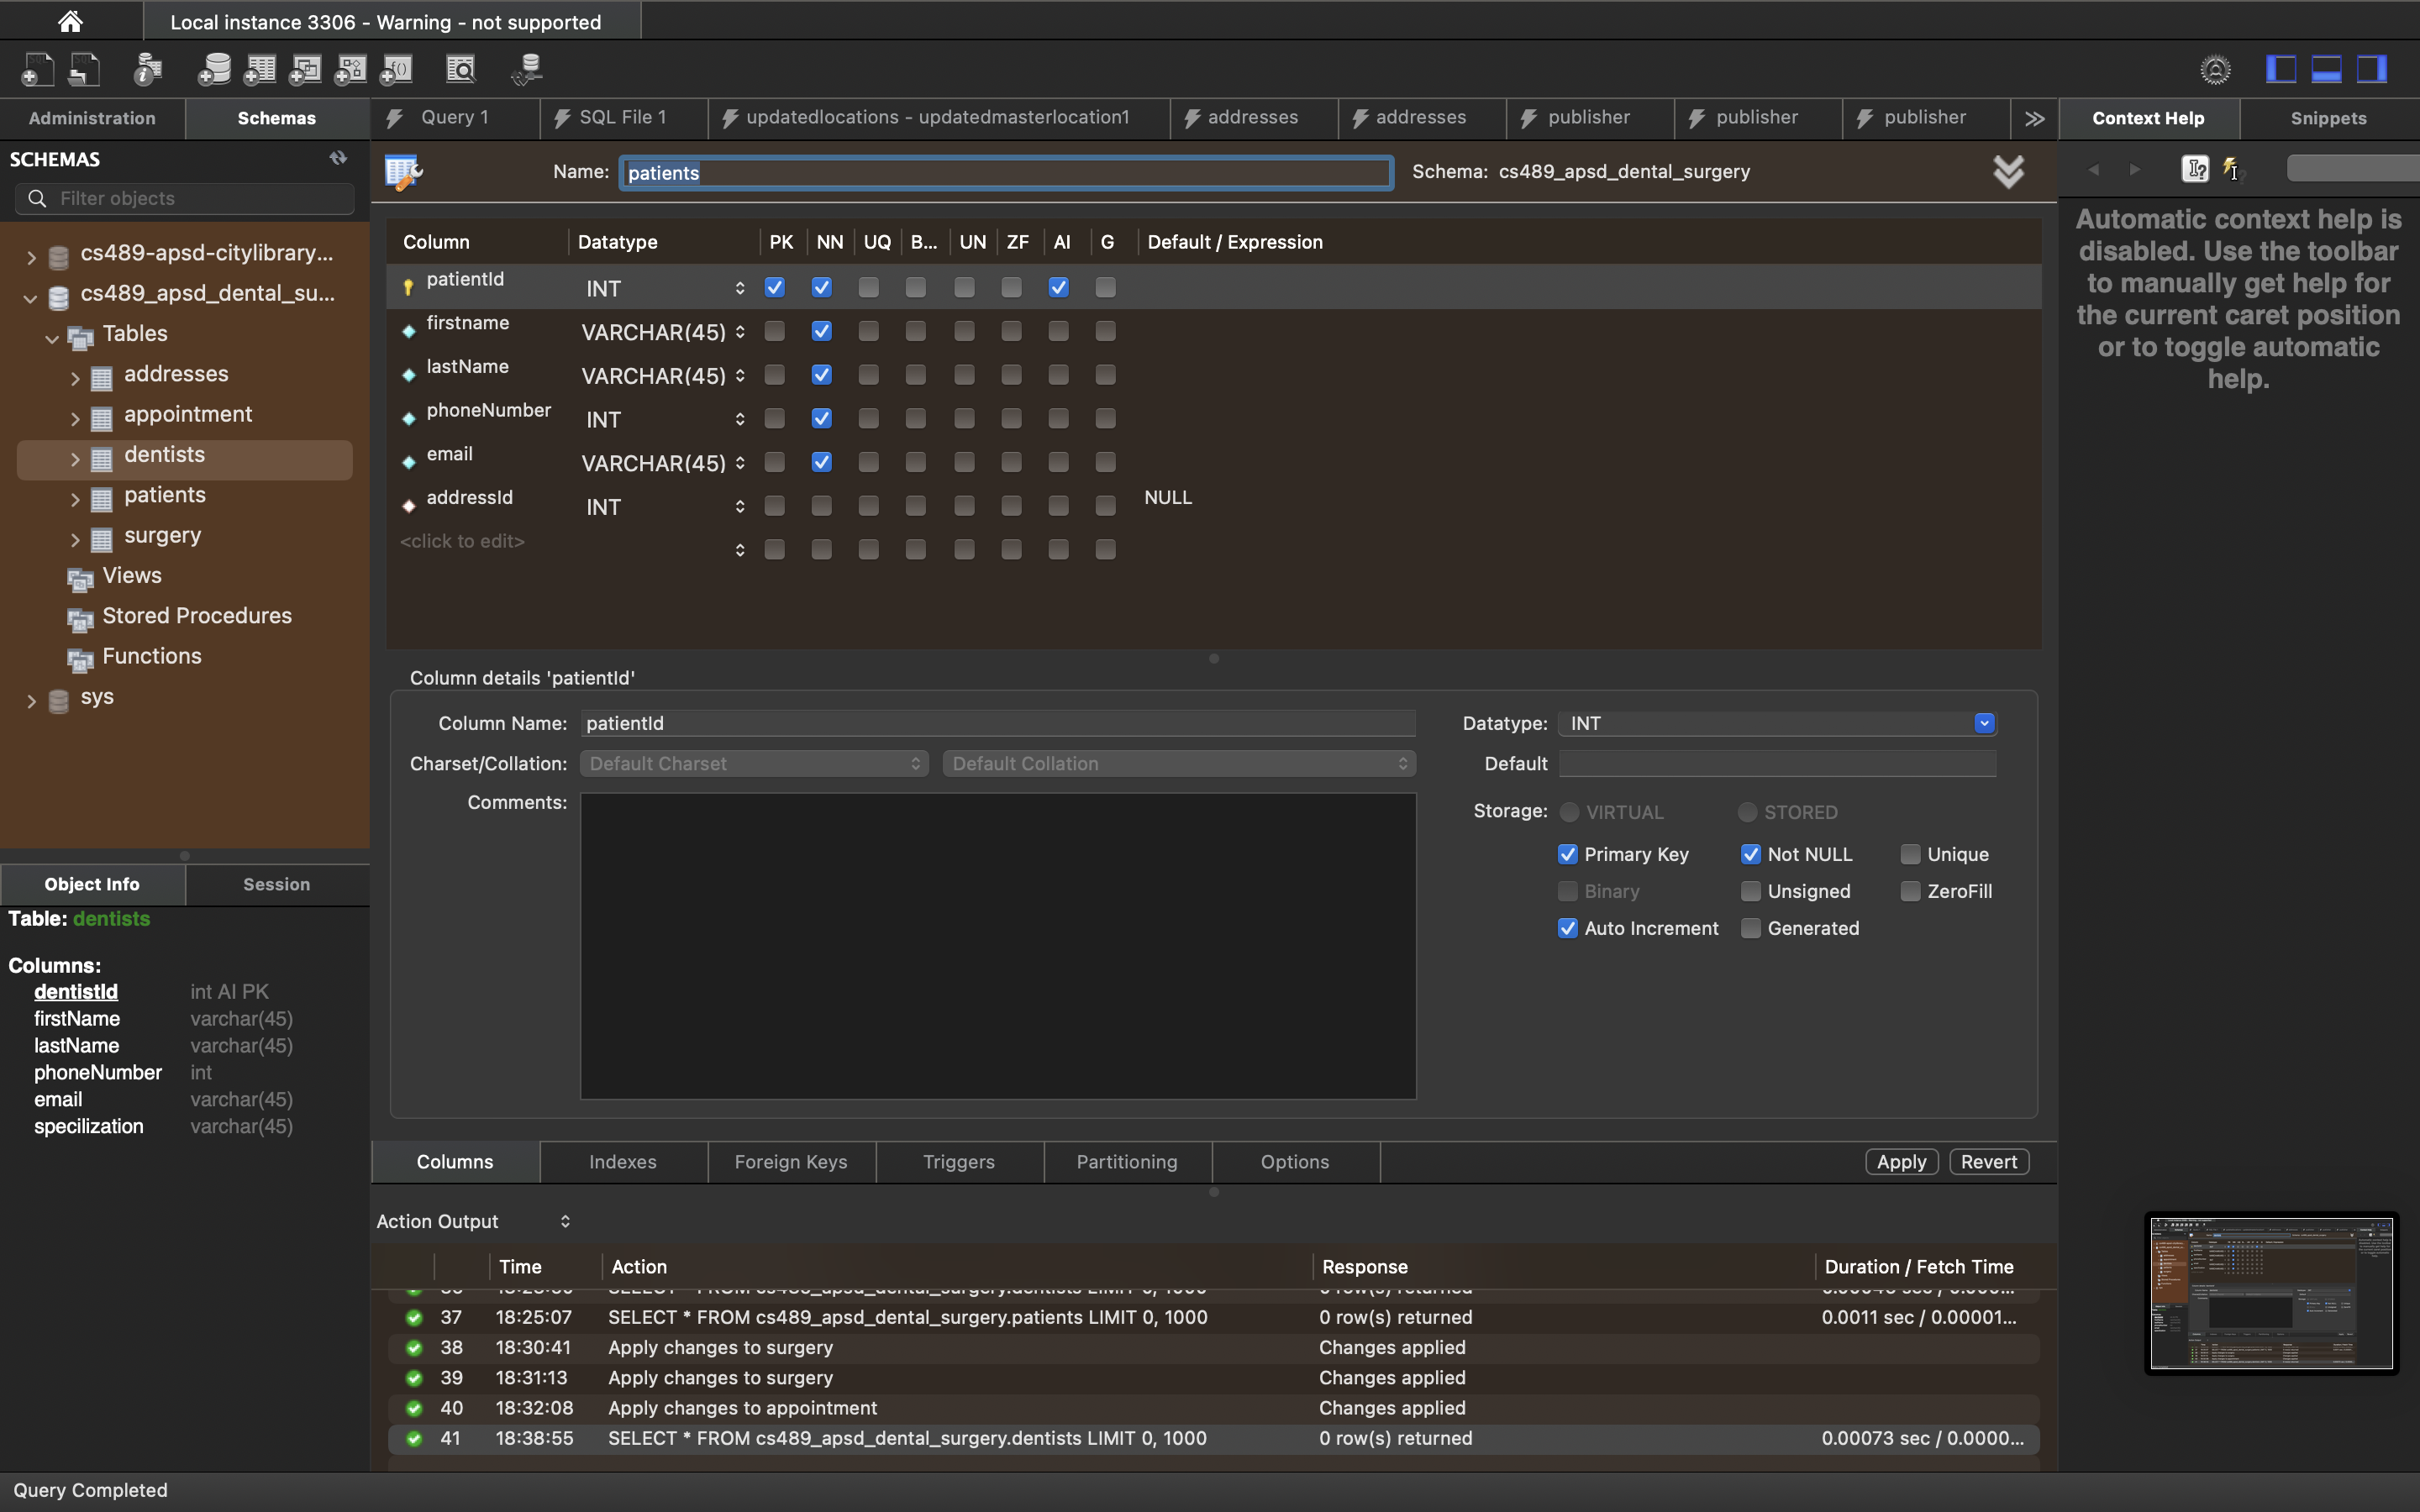 Local instance 3306 - Warning - not supported
Administration
Schemas
Query 1
SQL File 1
updatedlocations - updatedmasterlocation1
addresses
addresses
publisher
publisher
publisher
Context Help
Snippets
SCHEMAS
Filter objects
cs489-apsd-citylibrary...
cs489_apsd_dental_su...
Tables
addresses
appointment
dentists
patients
surgery
Views
Stored Procedures
Functions
sys
Name: patients
Schema: cs489_apsd_dental_surgery
Column Datatype PK NN UQ B... UN ZF AI G Default / Expression
patientId INT
firstname VARCHAR(45)
lastName VARCHAR(45)
phoneNumber INT
email VARCHAR(45)
addressId INT NULL
<click to edit>
Automatic context help is
disabled. Use the toolbar
to manually get help for
the current caret position
or to toggle automatic
help.
Column details 'patientId'
Column Name: patientId
Datatype: INT
Charset/Collation: Default Charset Default Collation
Default
Comments:
Storage: VIRTUAL STORED
Primary Key Not NULL Unique
Binary Unsigned ZeroFill
Auto Increment Generated
Object Info
Session
Table: dentists
Columns:
dentistId int AI PK
firstName varchar(45)
lastName varchar(45)
phoneNumber int
email varchar(45)
specilization varchar(45)
Columns Indexes Foreign Keys Triggers Partitioning Options
Apply Revert
Action Output
Time Action Response Duration / Fetch Time
37 18:25:07 SELECT * FROM cs489_apsd_dental_surgery.patients LIMIT 0, 1000 0 row(s) returned 0.0011 sec / 0.00001...
38 18:30:41 Apply changes to surgery Changes applied
39 18:31:13 Apply changes to surgery Changes applied
40 18:32:08 Apply changes to appointment Changes applied
41 18:38:55 SELECT * FROM cs489_apsd_dental_surgery.dentists LIMIT 0, 1000 0 row(s) returned 0.00073 sec / 0.0000...
Query Completed